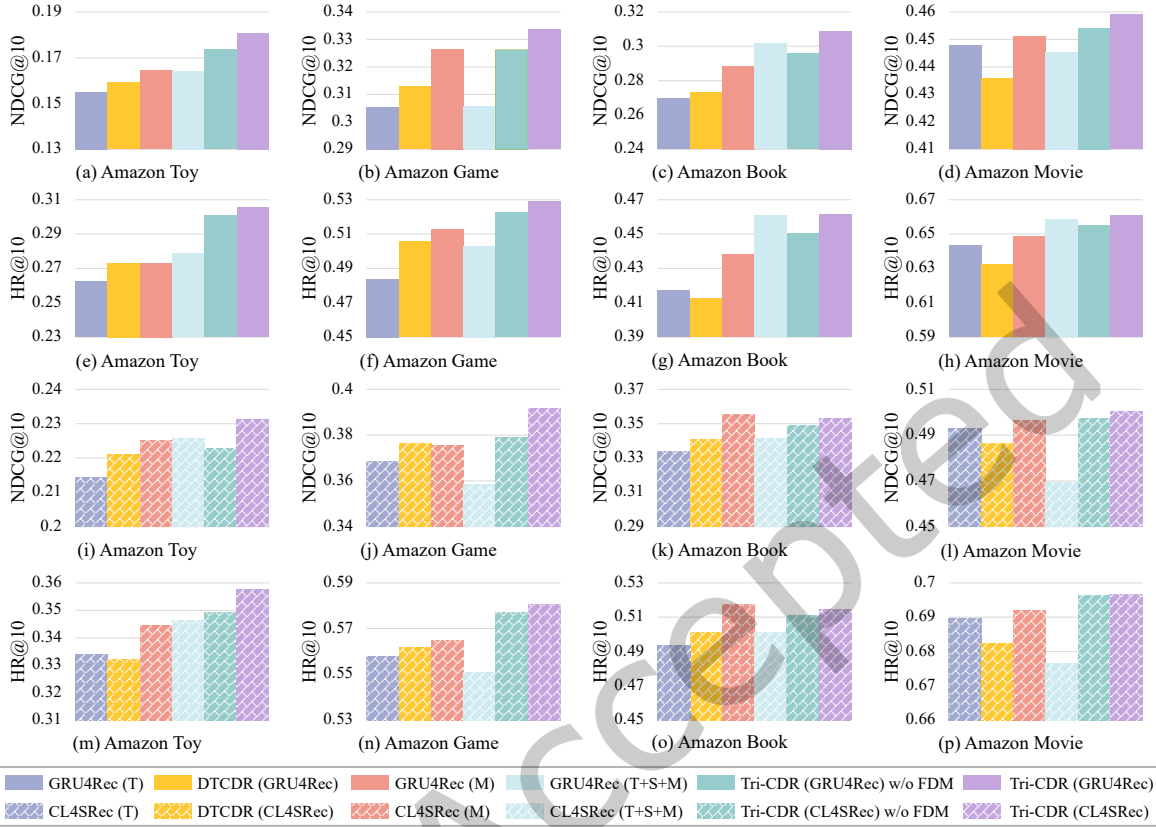 0.19 0.34 0.32 0.46
0.17 0.33 0.3 0.45
0.15 0.32 0.28 0.43
0.13 0.31 0.26 0.42
0.3 0.24 0.41
0.29
NDCG@10 NDCG@10 NDCG@10 NDCG@10
(a) Amazon Toy (b) Amazon Game (c) Amazon Book (d) Amazon Movie
0.31 0.53 0.47 0.67
0.29 0.51 0.45 0.65
0.27 0.49 0.43 0.63
0.25 0.47 0.41 0.61
0.23 0.45 0.39 0.59
HR@10 HR@10 HR@10 HR@10
(e) Amazon Toy (f) Amazon Game (g) Amazon Book (h) Amazon Movie
0.24 0.4 0.37 0.51
0.23 0.38 0.35 0.49
0.22 0.36 0.33 0.47
0.21 0.34 0.31 0.45
0.2 0.29
NDCG@10 NDCG@10 NDCG@10 NDCG@10
(i) Amazon Toy (j) Amazon Game (k) Amazon Book (l) Amazon Movie
0.36 0.59 0.53 0.7
0.35 0.57 0.51 0.69
0.34 0.55 0.49 0.68
0.33 0.53 0.47 0.67
0.32 0.45 0.66
0.31
HR@10 HR@10 HR@10 HR@10
(m) Amazon Toy (n) Amazon Game (o) Amazon Book (p) Amazon Movie
GRU4Rec (T) DTCDR (GRU4Rec) GRU4Rec (M) GRU4Rec (T+S+M) Tri-CDR (GRU4Rec) w/o FDM Tri-CDR (GRU4Rec)
CL4SRec (T) DTCDR (CL4SRec) CL4SRec (M) CL4SRec (T+S+M) Tri-CDR (CL4SRec) w/o FDM Tri-CDR (CL4SRec)
Accepted